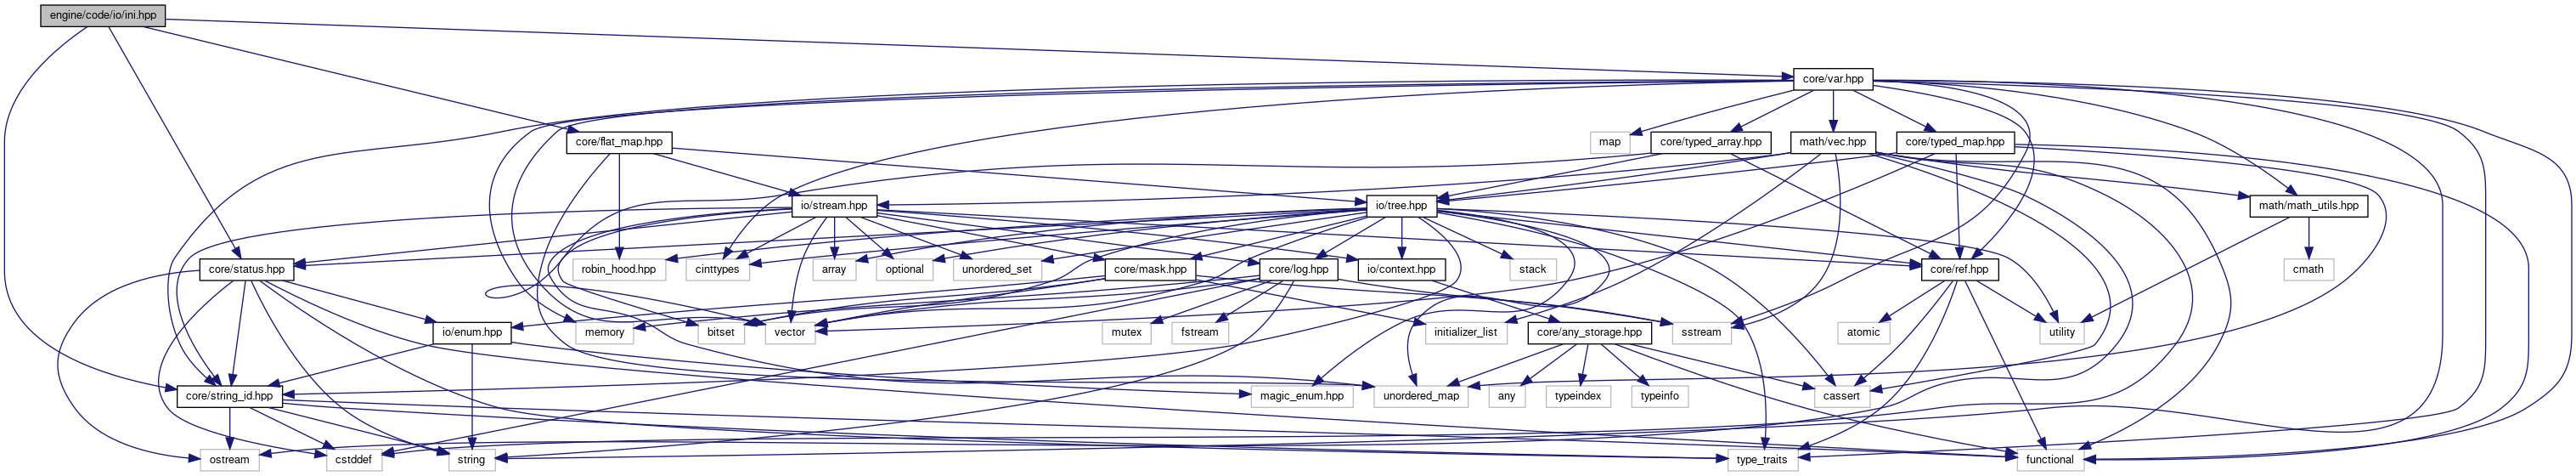 engine/code/io/ini.hpp
core/var.hpp
core/flat_map.hpp
map
core/typed_array.hpp
math/vec.hpp
core/typed_map.hpp
io/stream.hpp
io/tree.hpp
math/math_utils.hpp
core/status.hpp
robin_hood.hpp
cinttypes
array
optional
unordered_set
core/mask.hpp
core/log.hpp
io/context.hpp
stack
core/ref.hpp
cmath
io/enum.hpp
memory
bitset
vector
mutex
fstream
initializer_list
core/any_storage.hpp
sstream
atomic
utility
core/string_id.hpp
magic_enum.hpp
unordered_map
any
typeindex
typeinfo
cassert
ostream
cstddef
string
type_traits
functional